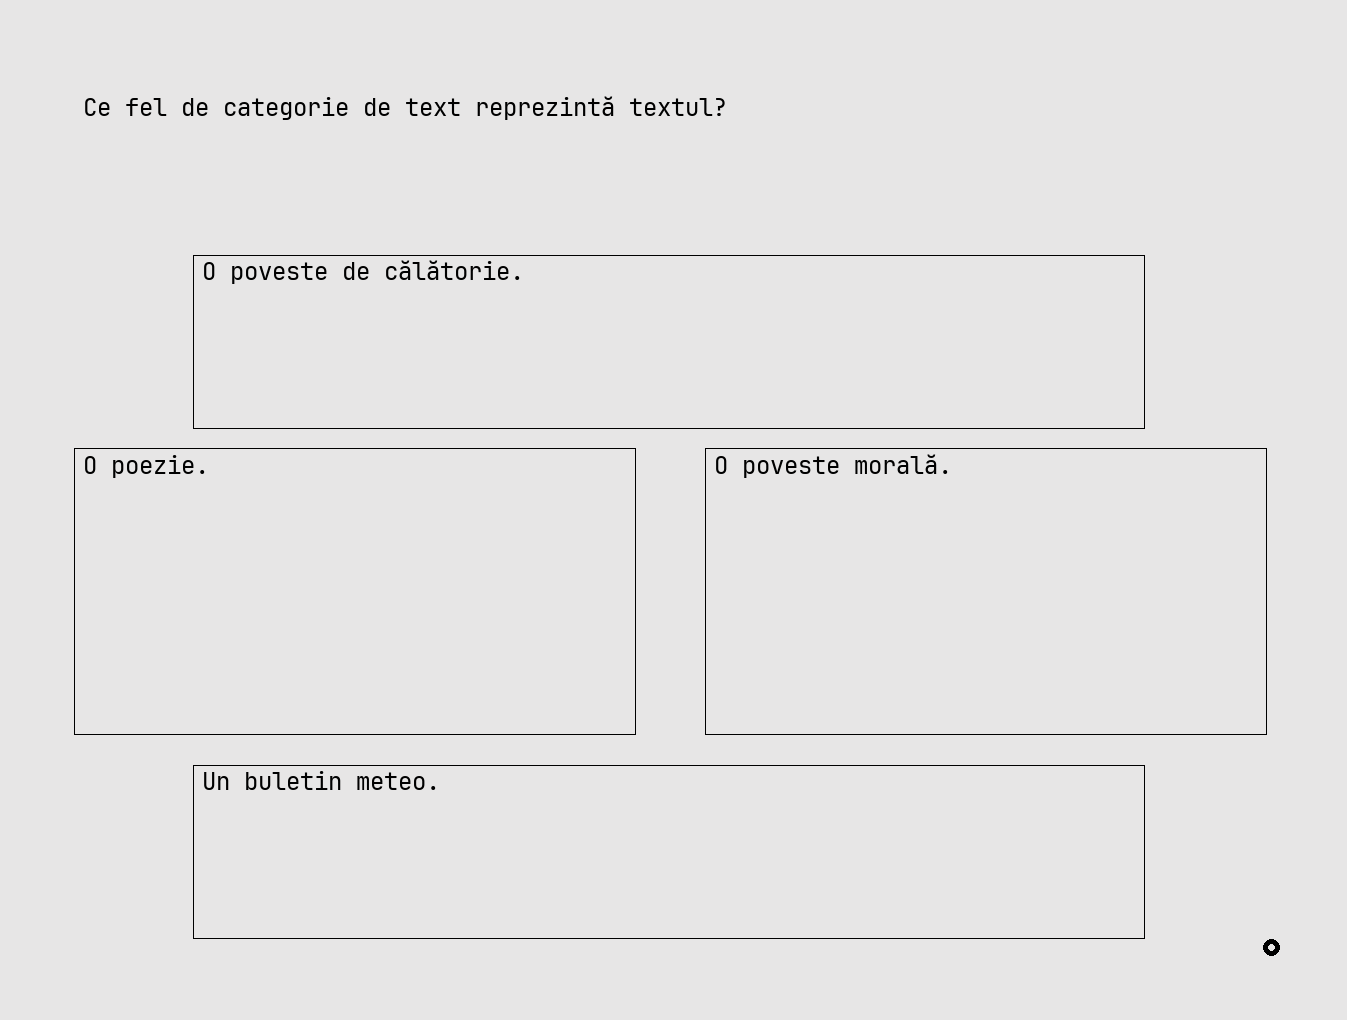 Ce fel de categorie de text reprezintă textul?
O poveste de călătorie.
O poezie.
O poveste morală.
Un buletin meteo.